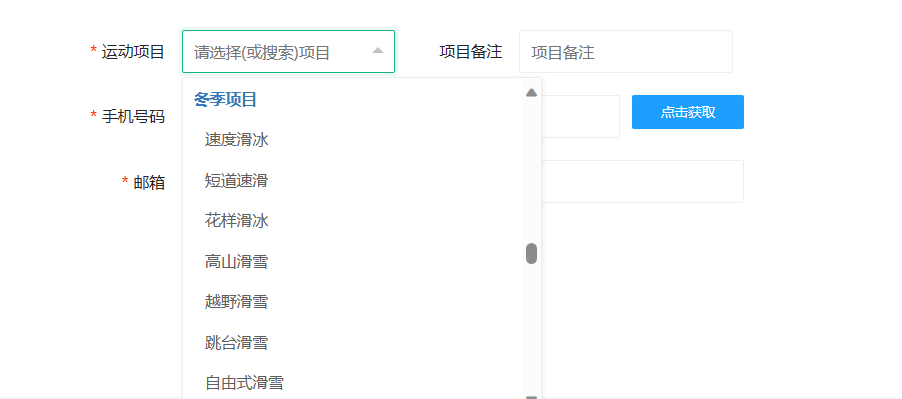 * 运动项目 请选择(或搜索)项目 项目备注 项目备注
冬季项目
* 手机号码 点击获取
速度滑冰
短道速滑
* 邮箱
花样滑冰
高山滑雪
越野滑雪
跳台滑雪
自由式滑雪